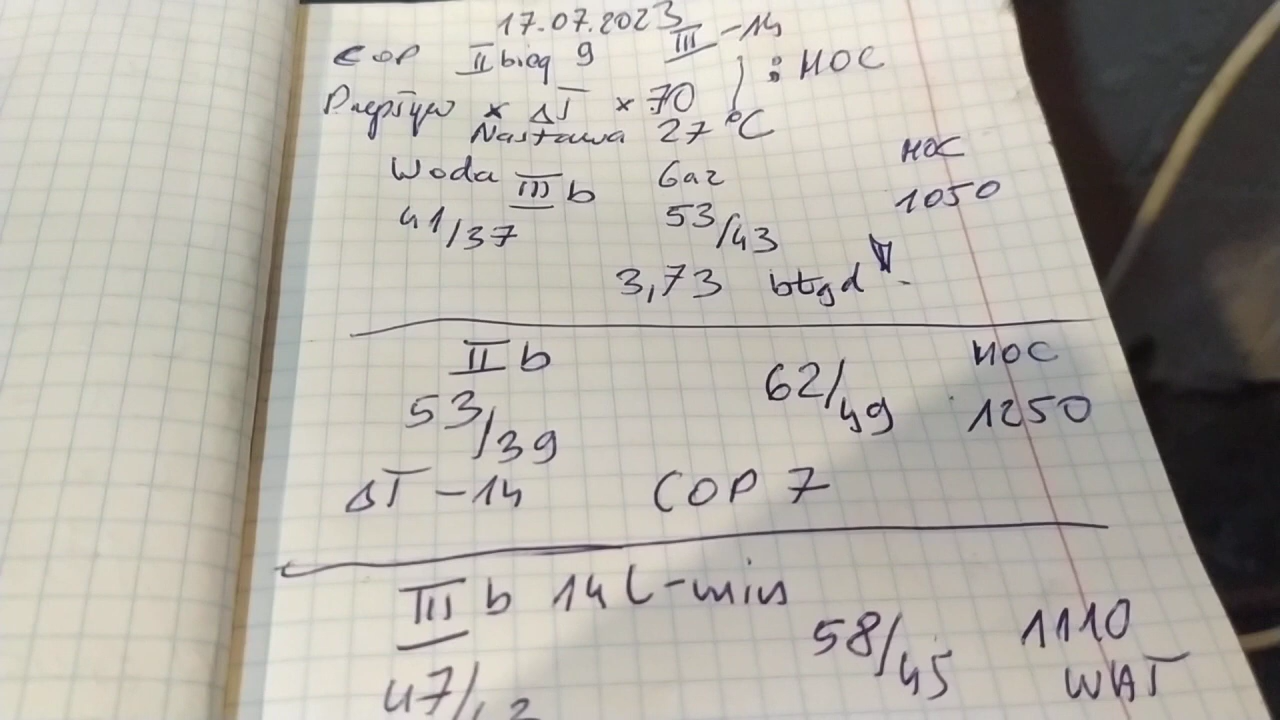 17.07.2023
COP II bieg 9 III -14
Przepływ x ΔT x 70 ) : MOC
Nastawa 27 °C
Woda III b Gaz MOC
41/37 53/43 1050
3,73 błąd
II b MOC
53/39 62/49 1250
ΔT -14 COP 7
III b 14 L-min
58/45 1110
47/ WAT